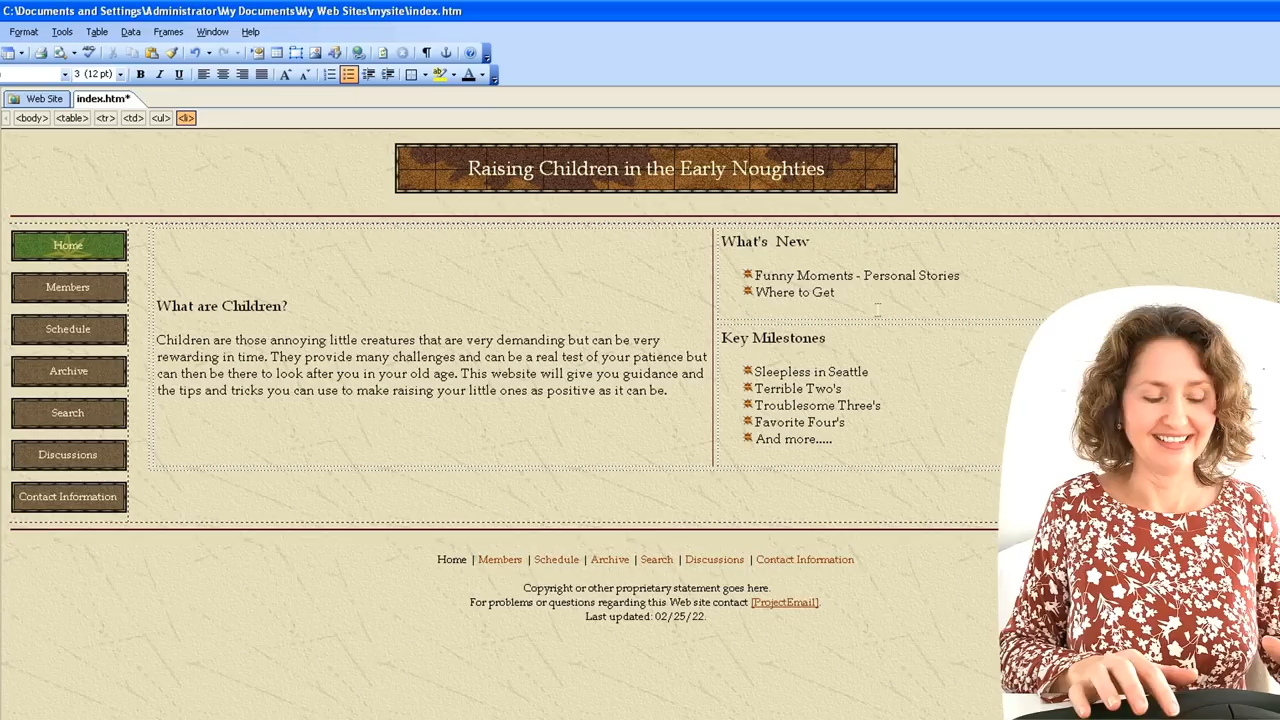 C:\Documents and Settings\Administrator\My Documents\My Web Sites\mysite\index.htm
Format Tools Table Data Frames Window Help
3 (12 pt) B I U A A A
Web Site index.htm*
<body> <table> <tr> <td> <ul> <li>
Raising Children in the Early Noughties
Home
Members
Schedule
Archive
Search
Discussions
Contact Information
What are Children?
Children are those annoying little creatures that are very demanding but can be very
rewarding in time. They provide many challenges and can be a real test of your patience but
can then be there to look after you in your old age. This website will give you guidance and
the tips and tricks you can use to make raising your little ones as positive as it can be.
What's New
Funny Moments - Personal Stories
Where to Get
Key Milestones
Sleepless in Seattle
Terrible Two's
Troublesome Three's
Favorite Four's
And more.....
Home | Members | Schedule | Archive | Search | Discussions | Contact Information
Copyright or other proprietary statement goes here.
For problems or questions regarding this Web site contact [ProjectEmail].
Last updated: 02/25/22.